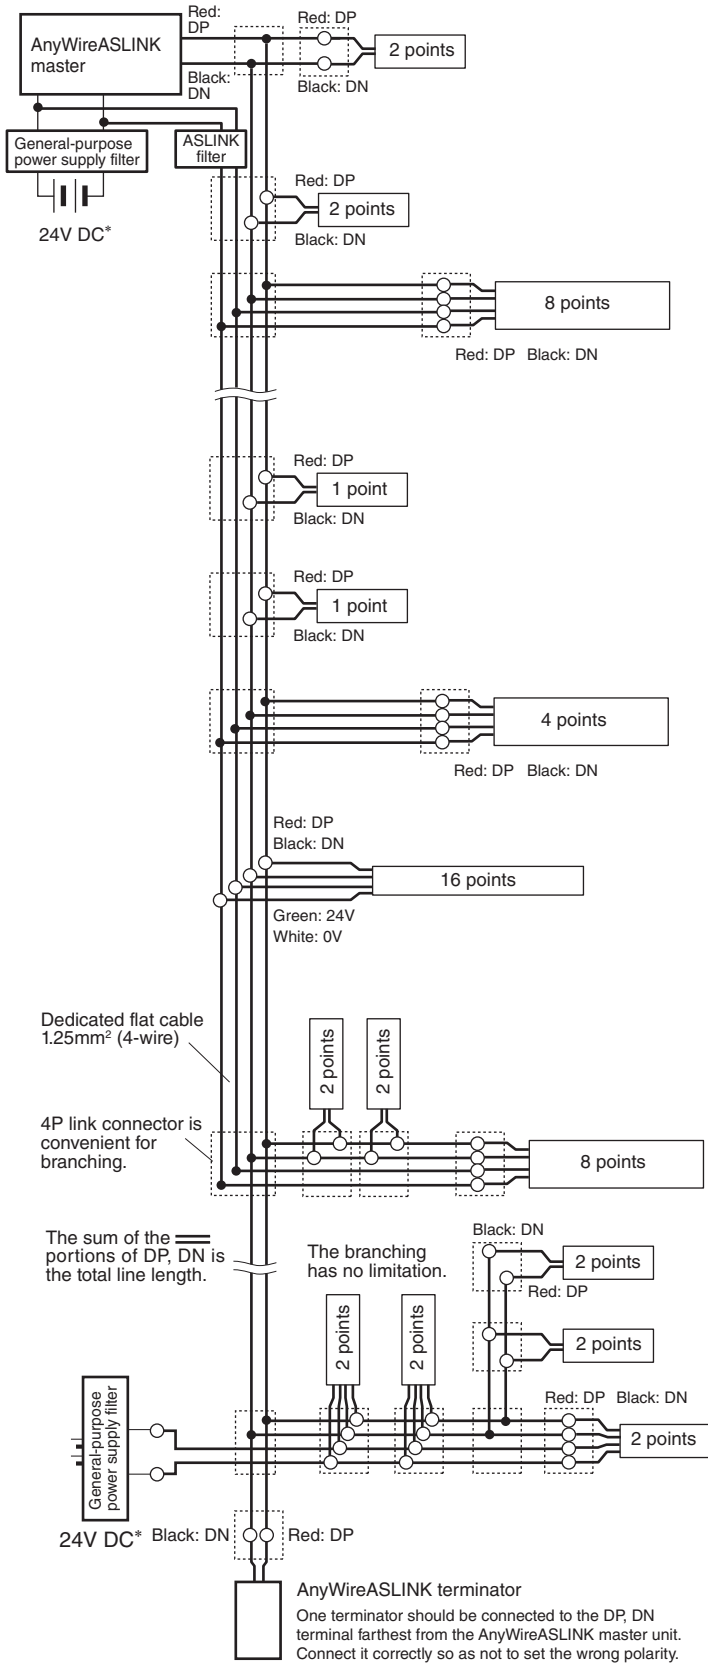 Red:
DP
Red: DP
AnyWireASLINK
master
2 points
Black:
DN
Black: DN
General-purpose
power supply filter
ASLINK
filter
24V DC*
Red: DP
2 points
Black: DN
8 points
Red: DP Black: DN
Red: DP
1 point
Black: DN
Red: DP
1 point
Black: DN
4 points
Red: DP Black: DN
Red: DP
Black: DN
16 points
Green: 24V
White: 0V
Dedicated flat cable
1.25mm² (4-wire)
2 points
2 points
4P link connector is
convenient for
branching.
8 points
The sum of the
portions of DP, DN is
the total line length.
The branching
has no limitation.
Black: DN
2 points
Red: DP
2 points
2 points
2 points
Red: DP Black: DN
2 points
General-purpose
power supply filter
24V DC*
Black: DN
Red: DP
AnyWireASLINK terminator
One terminator should be connected to the DP, DN
terminal farthest from the AnyWireASLINK master unit.
Connect it correctly so as not to set the wrong polarity.